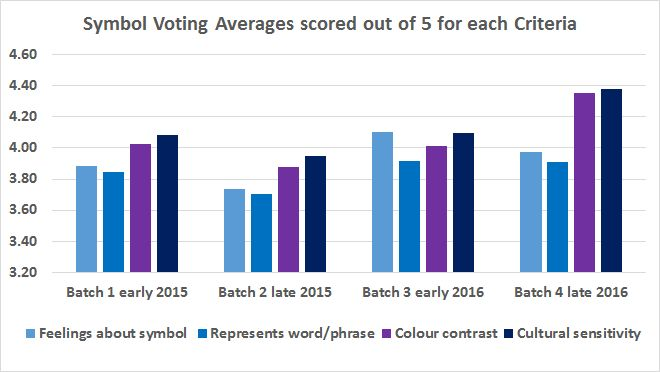 Symbol Voting Averages scored out of 5 for each Criteria
4.60
4.40
4.20
4.00
3.80
3.60
3.40
3.20
Batch 1 early 2015 Batch 2 late 2015 Batch 3 early 2016 Batch 4 late 2016
Feelings about symbol Represents word/phrase Colour contrast Cultural sensitivity